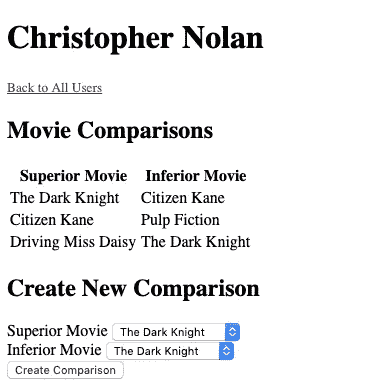 Christopher Nolan
Back to All Users
Movie Comparisons
Superior Movie Inferior Movie
The Dark Knight Citizen Kane
Citizen Kane Pulp Fiction
Driving Miss Daisy The Dark Knight
Create New Comparison
Superior Movie The Dark Knight
Inferior Movie The Dark Knight
Create Comparison